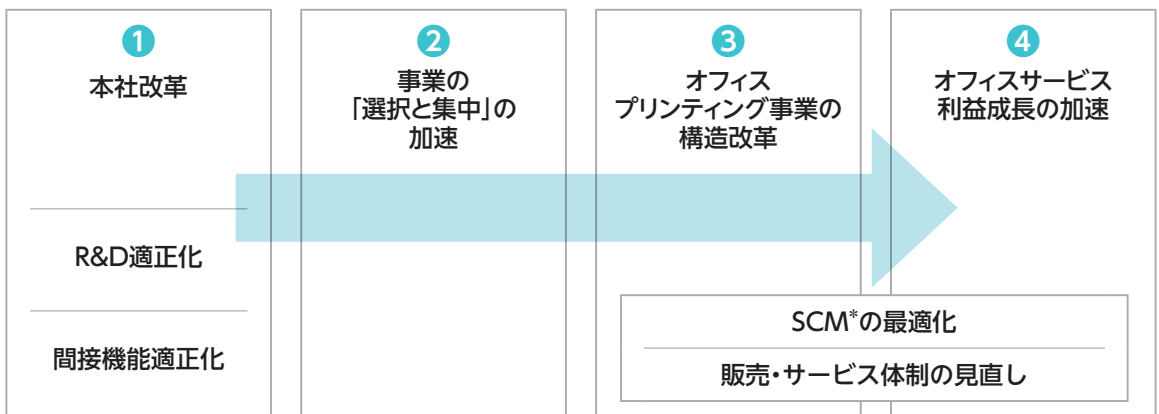 1
本社改革
R&D適正化
間接機能適正化
2
事業の
「選択と集中」の
加速
3
オフィス
プリンティング事業の
構造改革
4
オフィスサービス
利益成長の加速
SCM*の最適化
販売・サービス体制の見直し